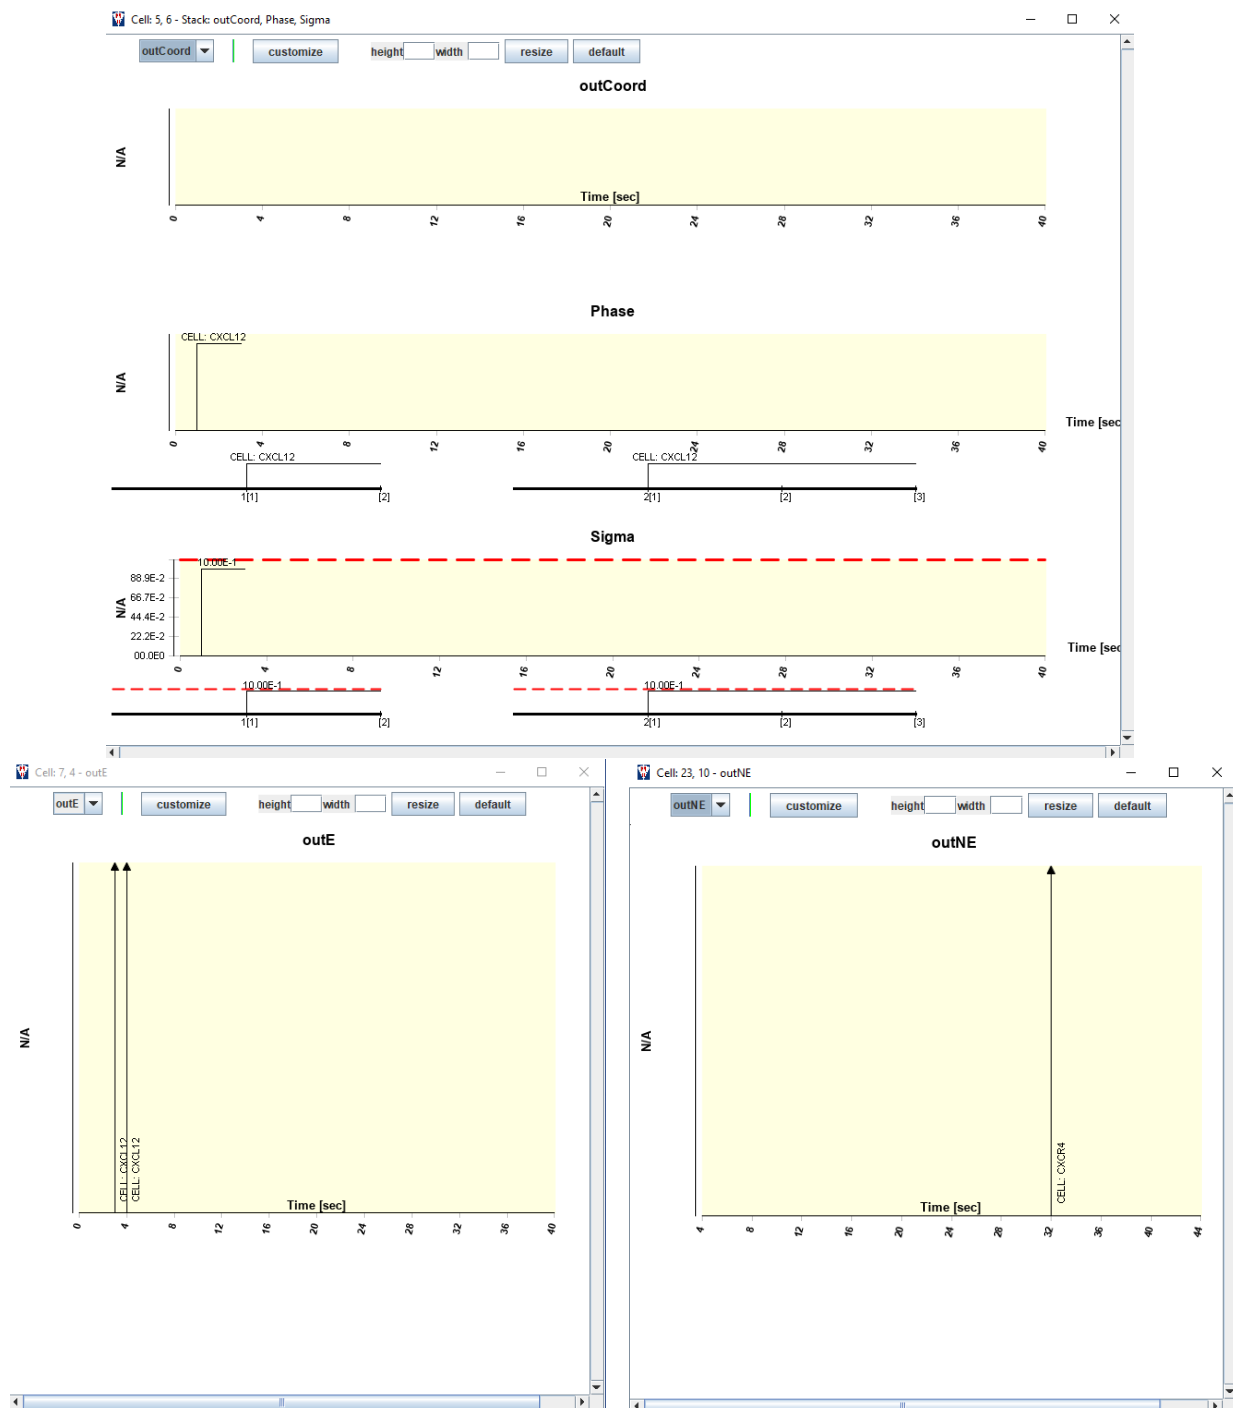 Cell: 5, 6 - Stack: outCoord, Phase, Sigma
outCoord customize height width resize default
outCoord
N/A
Time [sec]
0 4 8 12 16 20 24 28 32 36 40
Phase
CELL: CXCL12
N/A
Time [sec
0 4 8 12 16 20 24 28 32 36 40
CELL: CXCL12 CELL: CXCL12
1[1] [2] 2[1] [2] [3]
Sigma
10.00E-1
88.9E-2
66.7E-2
N/A
44.4E-2
22.2E-2
00.0E0
Time [sec
0 4 8 12 16 20 24 28 32 36 40
10.00E-1 10.00E-1
1[1] [2] 2[1] [2] [3]
Cell: 7, 4 - outE
outE customize height width resize default
outE
N/A
CELL: CXCL12
CELL: CXCL12
Time [sec]
0 4 8 12 16 20 24 28 32 36 40
Cell: 23, 10 - outNE
outNE customize height width resize default
outNE
N/A
CELL: CXCR4
Time [sec]
4 8 12 16 20 24 28 32 36 40 44